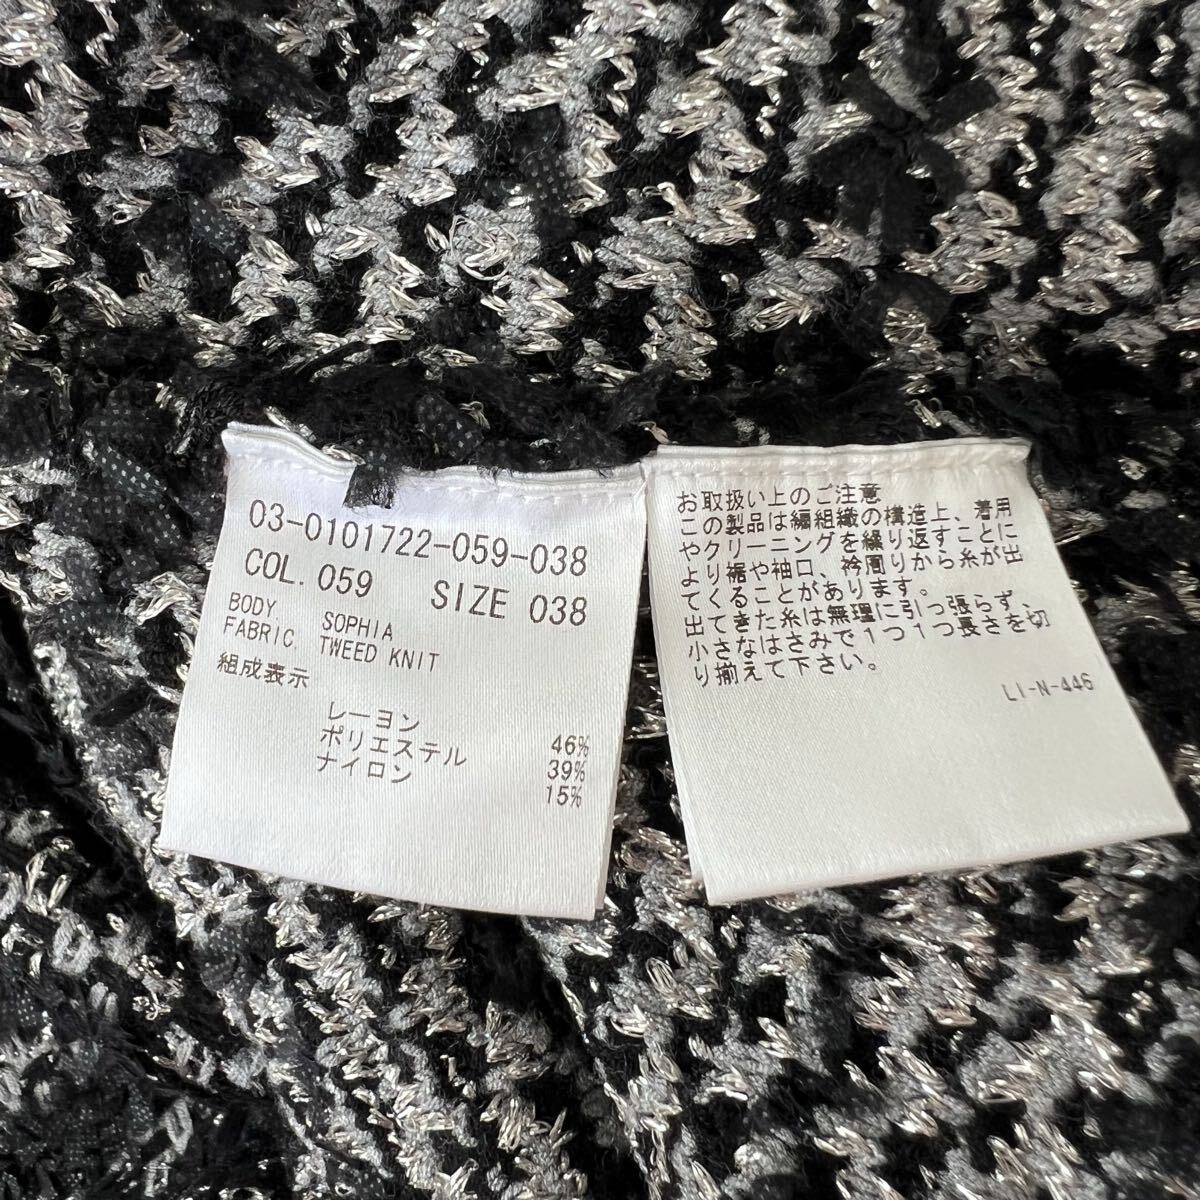 03-0101722-059-038
COL. 059 SIZE 038
BODY SOPHIA
FABRIC. TWEED KNIT
組成表示
レーヨン 46%
ポリエステル 39%
ナイロン 15%
お取扱い上のご注意
この製品は編組織の構造上、着用
やクリーニングを繰り返すことに
より裾や袖口、衿周りから糸が出
てくることがあります。
出てきた糸は無理に引っ張らず、
小さなはさみで1つ1つ長さを切
り揃えて下さい。
LI-N-446